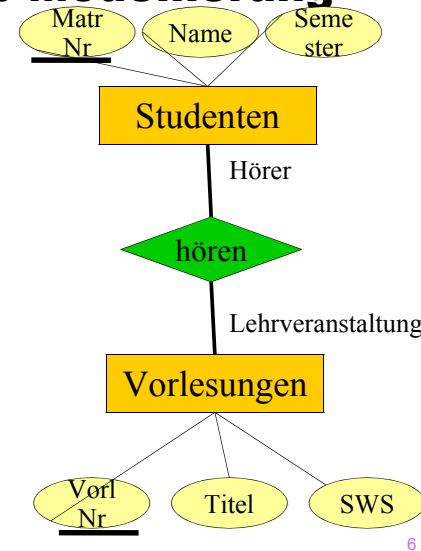 Matr
Nr
Name
Seme
ster
Studenten
Hörer
hören
Lehrveranstaltung
Vorlesungen
Vorl
Nr
Titel
SWS
6